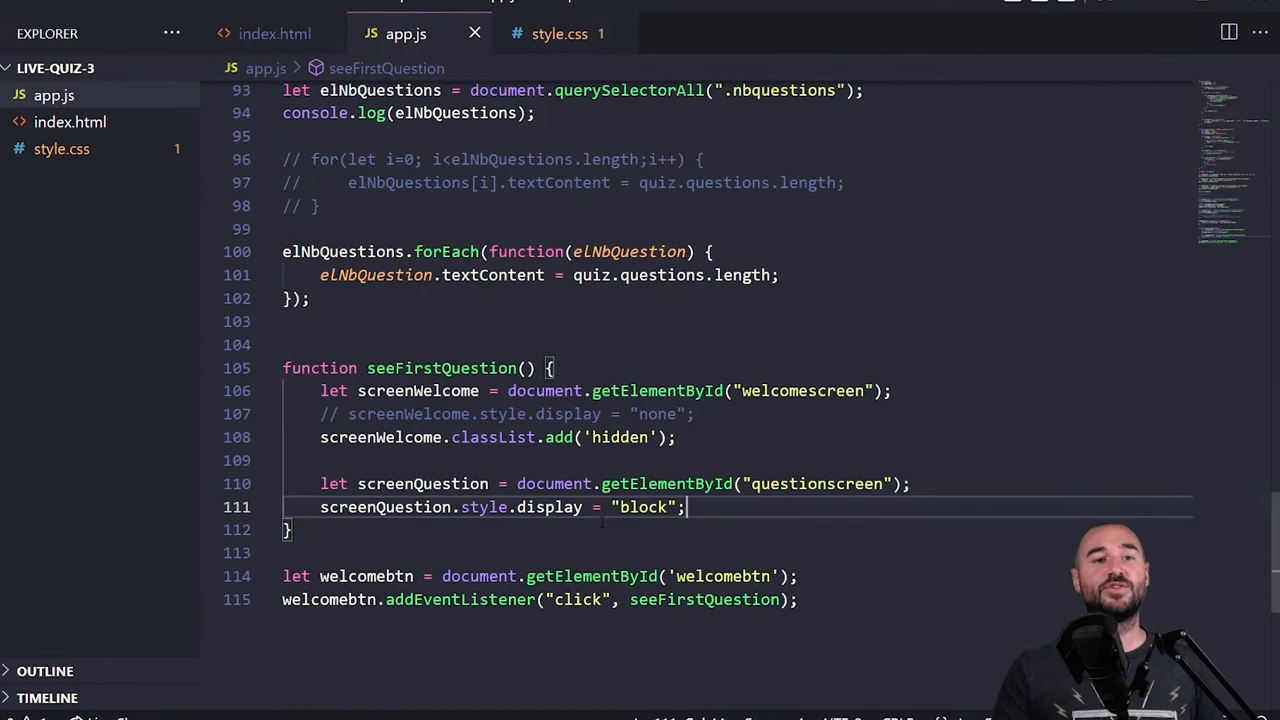 EXPLORER
index.html
JS app.js
style.css 1
LIVE-QUIZ-3
JS app.js > seeFirstQuestion
JS app.js
index.html
style.css 1
93 let elNbQuestions = document.querySelectorAll(".nbquestions");
94 console.log(elNbQuestions);
95
96 // for(let i=0; i<elNbQuestions.length;i++) {
97 //     elNbQuestions[i].textContent = quiz.questions.length;
98 // }
99
100 elNbQuestions.forEach(function(elNbQuestion) {
101     elNbQuestion.textContent = quiz.questions.length;
102 });
103
104
105 function seeFirstQuestion() {
106     let screenWelcome = document.getElementById("welcomescreen");
107     // screenWelcome.style.display = "none";
108     screenWelcome.classList.add('hidden');
109
110     let screenQuestion = document.getElementById("questionscreen");
111     screenQuestion.style.display = "block";
112 }
113
114 let welcomebtn = document.getElementById('welcomebtn');
115 welcomebtn.addEventListener("click", seeFirstQuestion);
OUTLINE
TIMELINE